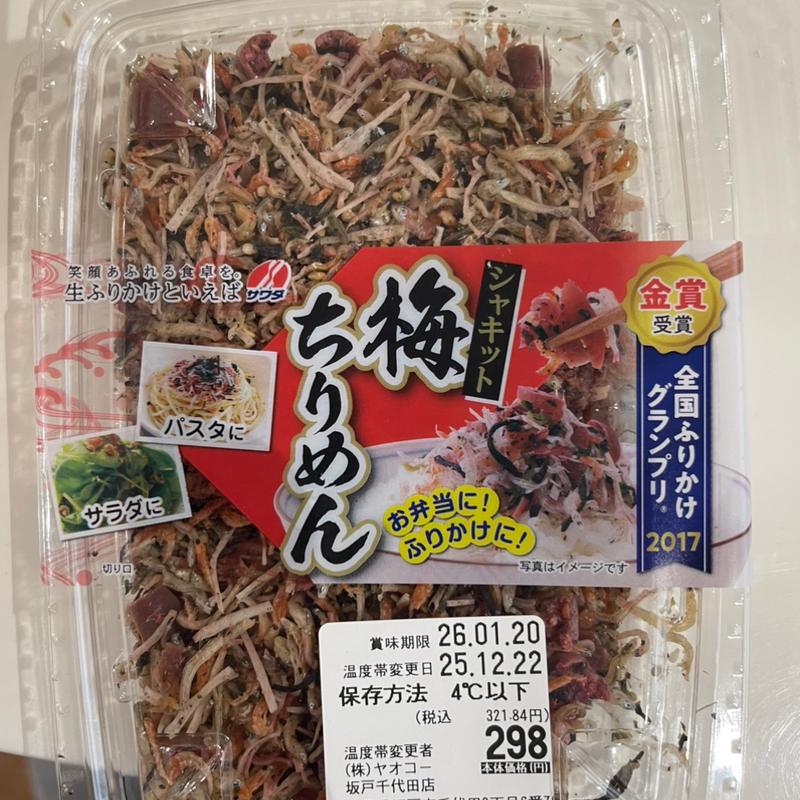 笑顔あふれる食卓を。
生ふりかけといえば サワダ
シャキット
梅
ちりめん
金賞
受賞
全国ふりかけ
グランプリ®
2017
パスタに
サラダに
お弁当に!
ふりかけに!
切り口
写真はイメージです
賞味期限 26.01.20
温度帯変更日 25.12.22
保存方法 4℃以下
(税込 321.84円)
298
本体価格(円)
温度帯変更者
(株)ヤオコー
坂戸千代田店